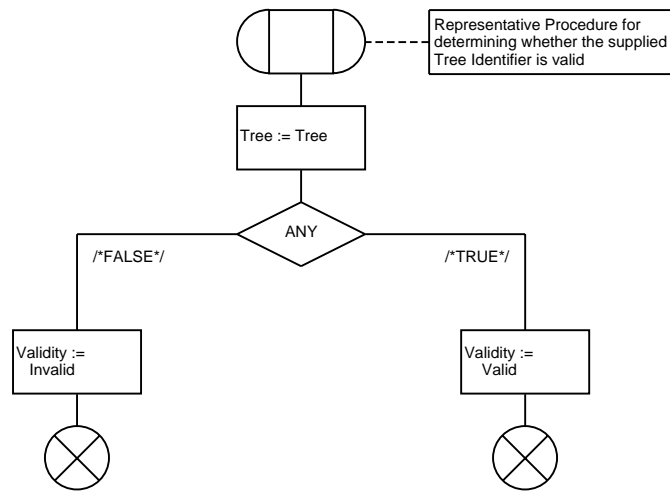 Representative Procedure for
determining whether the supplied
Tree Identifier is valid
Tree := Tree
ANY
/*FALSE*/
/*TRUE*/
Validity :=
Invalid
Validity :=
Valid